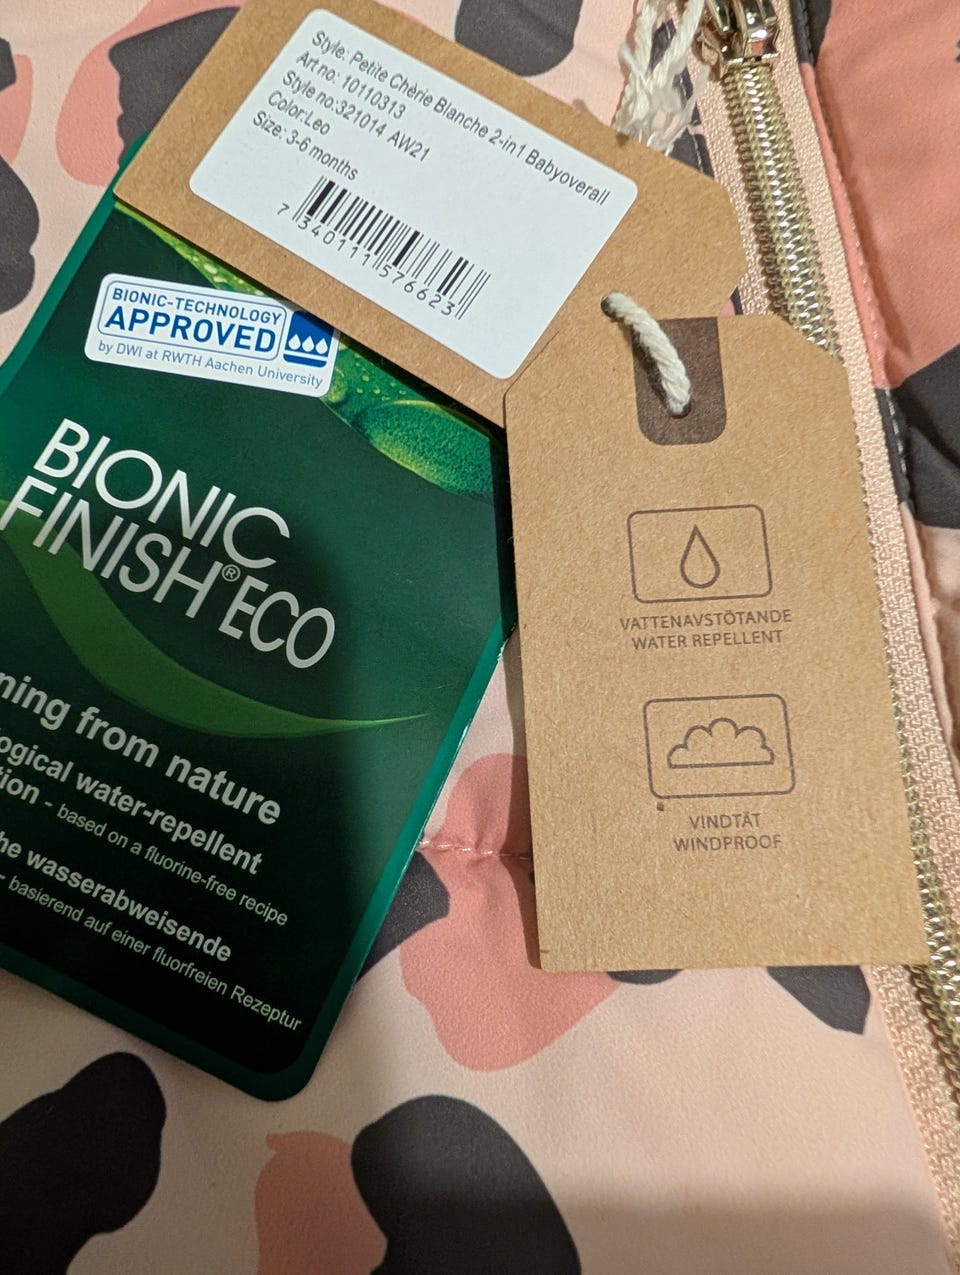 Style: Petite Chèrie Blanche 2-in1 Babyoverall
Art no.: 10110313
Style no:321014 AW21
Color:Leo
Size: 3-6 months
7 340111 576623
BIONIC-TECHNOLOGY
APPROVED
by DWI at RWTH Aachen University
BIONIC
FINISH® ECO
ning from nature
ogical water-repellent
tion - based on a fluorine-free recipe
he wasserabweisende
- basierend auf einer fluorfreien Rezeptur
VATTENAVSTÖTANDE
WATER REPELLENT
VINDTÄT
WINDPROOF